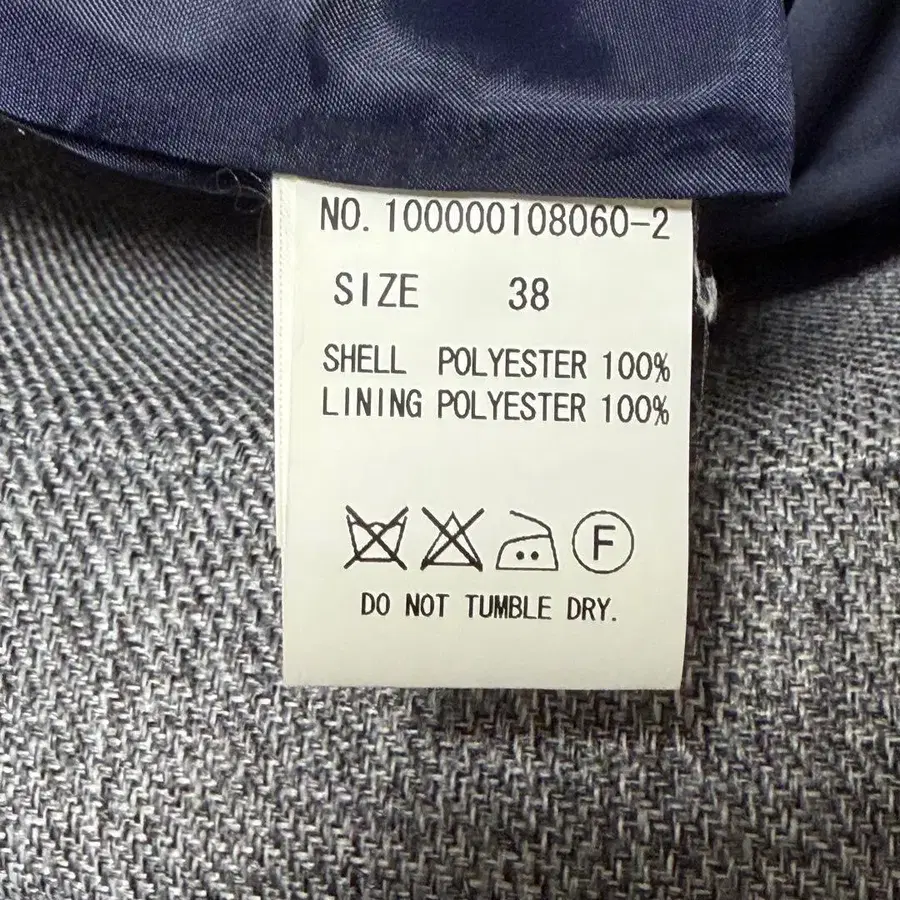 NO. 100000108060-2
SIZE 38
SHELL POLYESTER 100%
LINING POLYESTER 100%
F
DO NOT TUMBLE DRY.